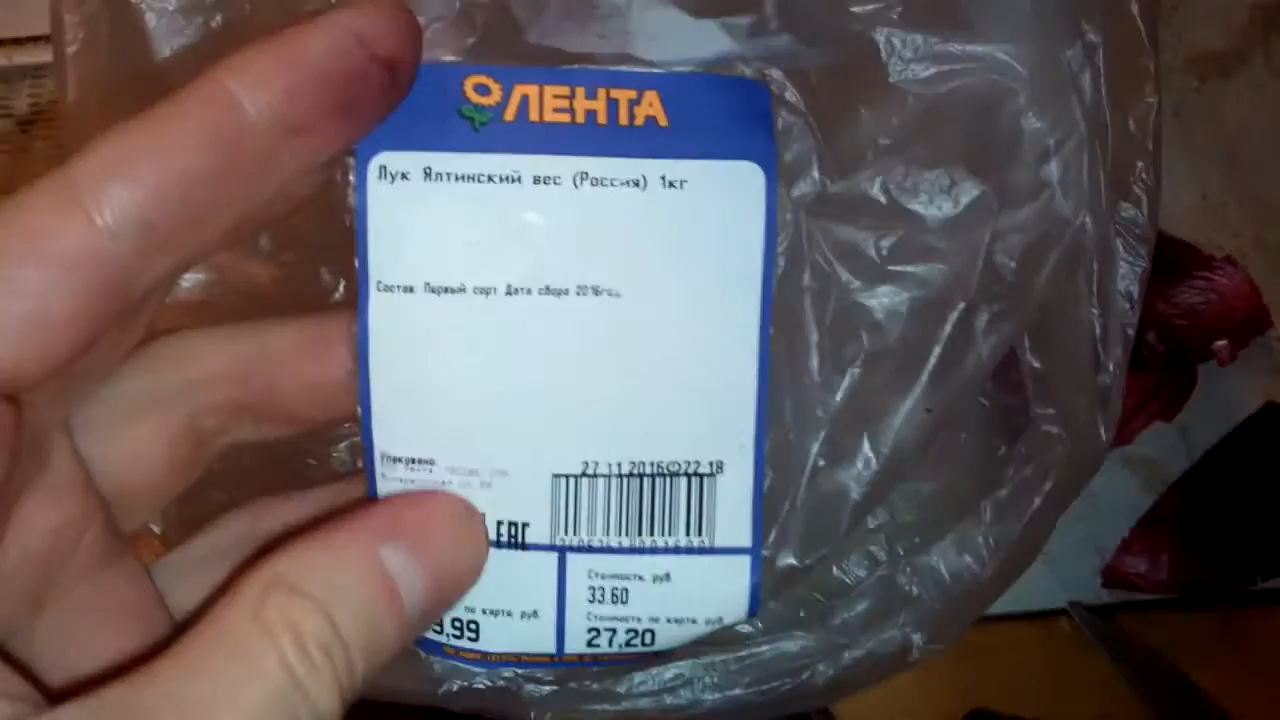 ЛЕНТА
Лук Ялтинский вес (Россия) 1кг
Состав: Первый сорт Дата сбора 2016год
Упаковано:
27.11.2016 22:18
ЕАС
Стоимость, руб
33.60
по карте, руб
9,99
Стоимость по карте, руб
27,20